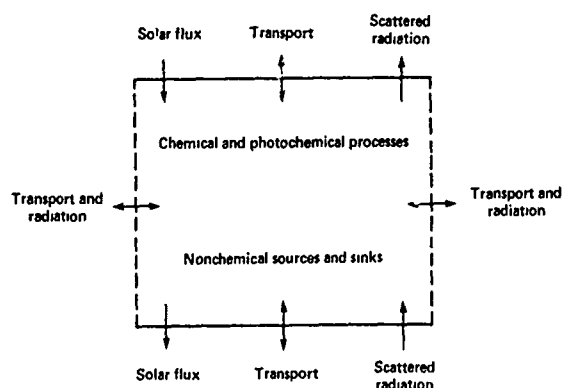 Solar flux
Transport
Scattered
radiation
Chemical and photochemical processes
Transport and
radiation
Transport and
radiation
Nonchemical sources and sinks
Solar flux
Transport
Scattered
radiation